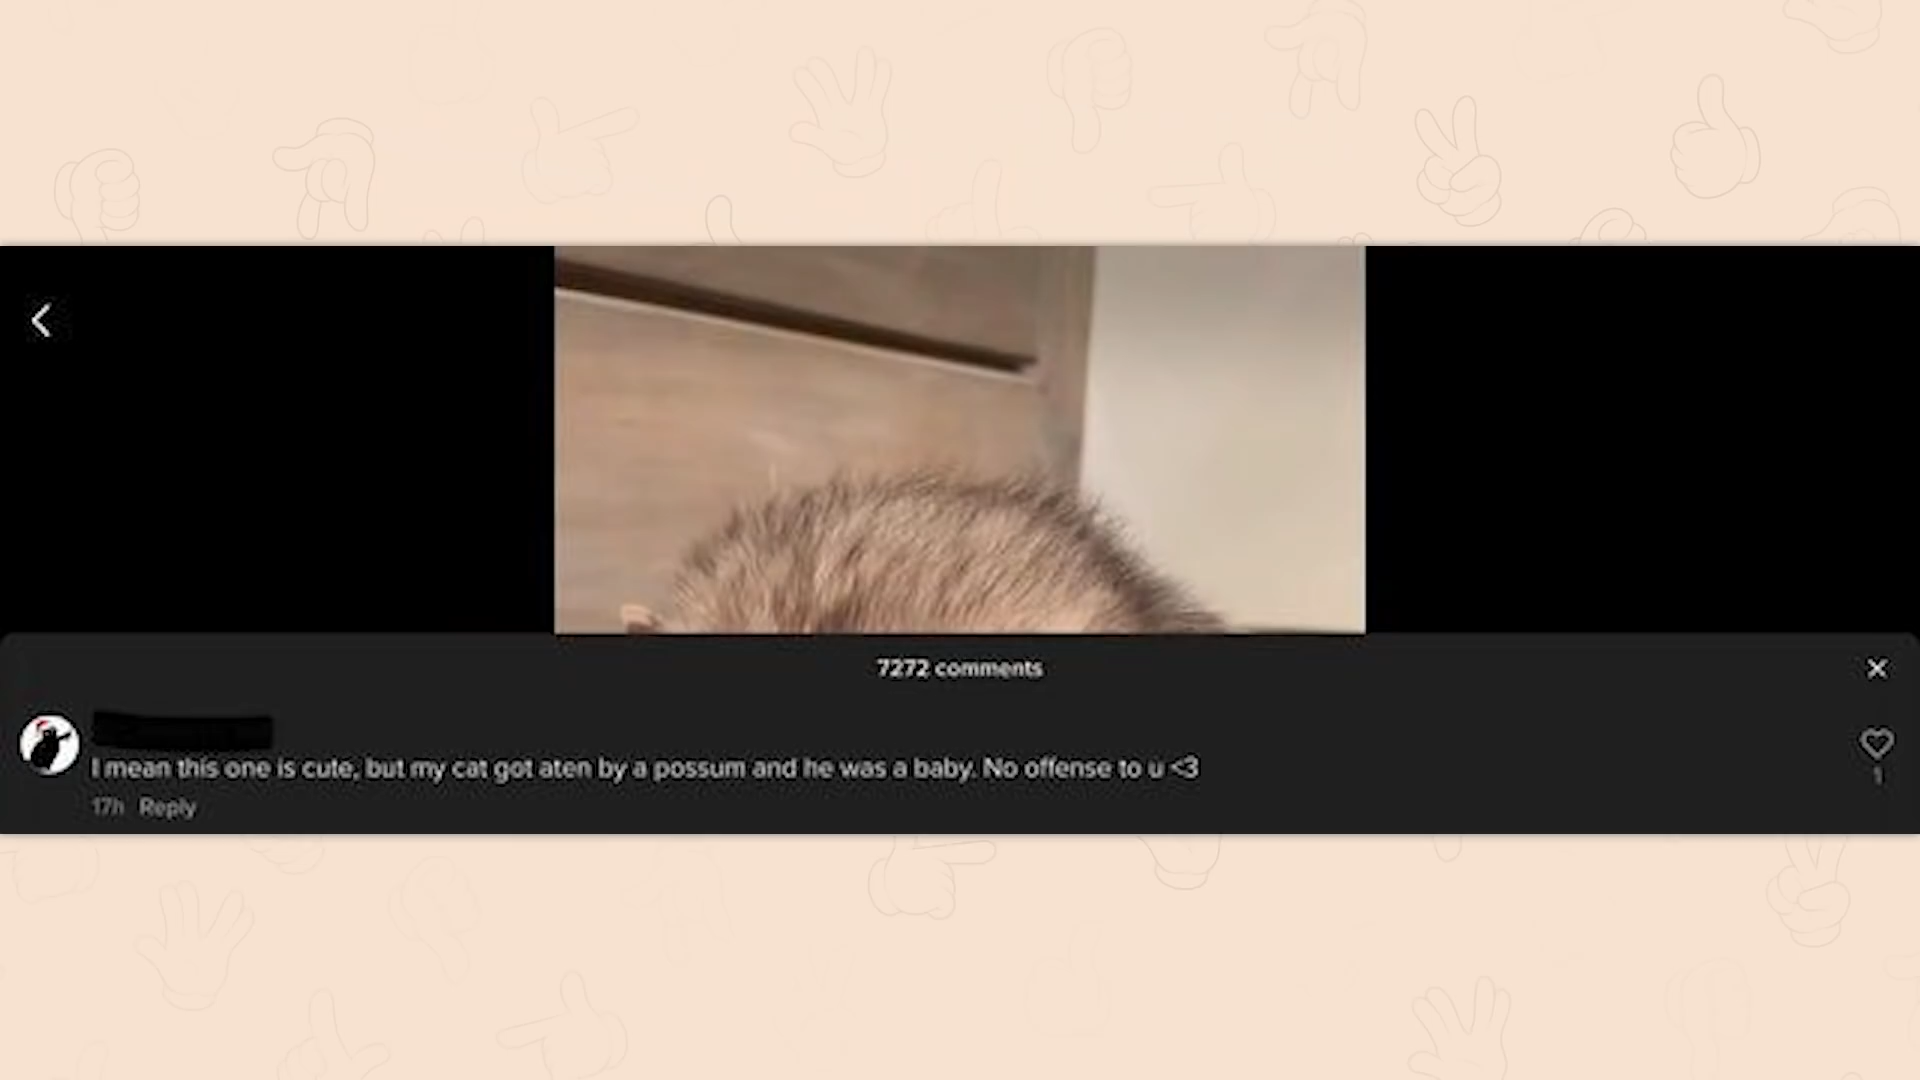 7272 comments
I mean this one is cute, but my cat got aten by a possum and he was a baby. No offense to u <3
1
17h Reply